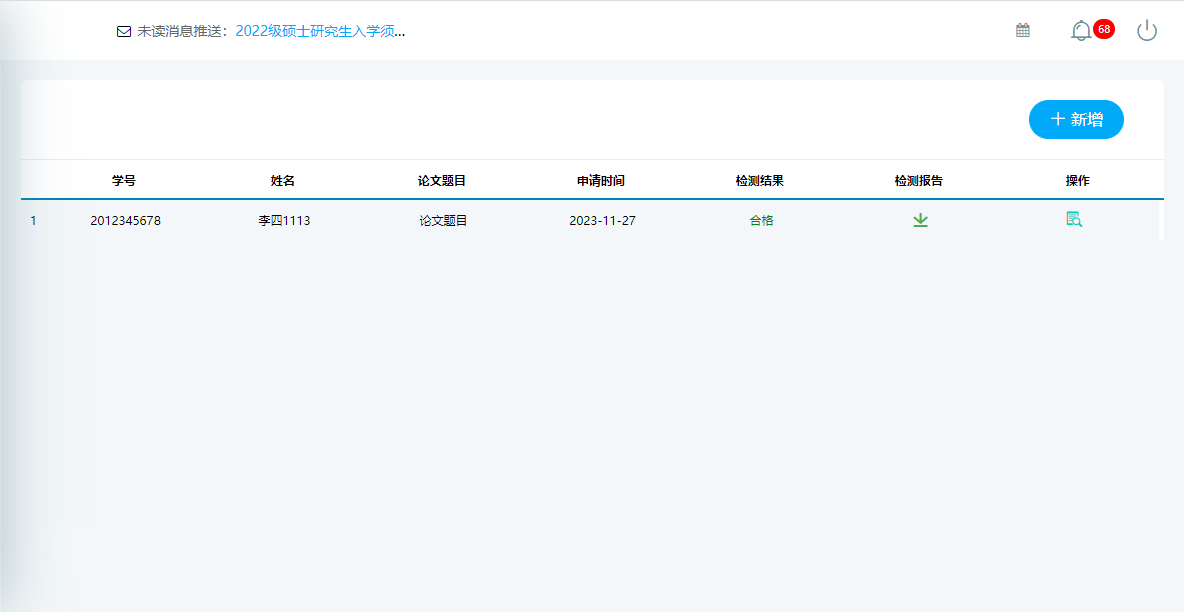 未读消息推送：2022级硕士研究生入学须...
68
新增
学号 姓名 论文题目 申请时间 检测结果 检测报告 操作
1 2012345678 李四1113 论文题目 2023-11-27 合格